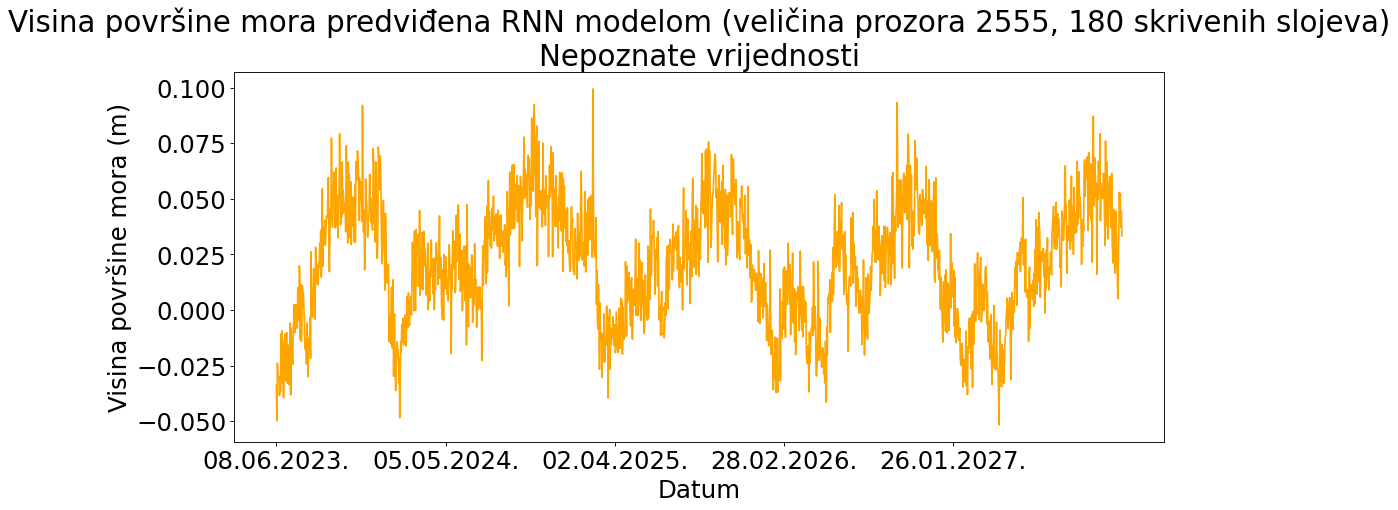 Visina površine mora predviđena RNN modelom (veličina prozora 2555, 180 skrivenih slojeva)
Nepoznate vrijednosti
Visina površine mora (m)
0.100
0.075
0.050
0.025
0.000
−0.025
−0.050
08.06.2023. 05.05.2024. 02.04.2025. 28.02.2026. 26.01.2027.
Datum